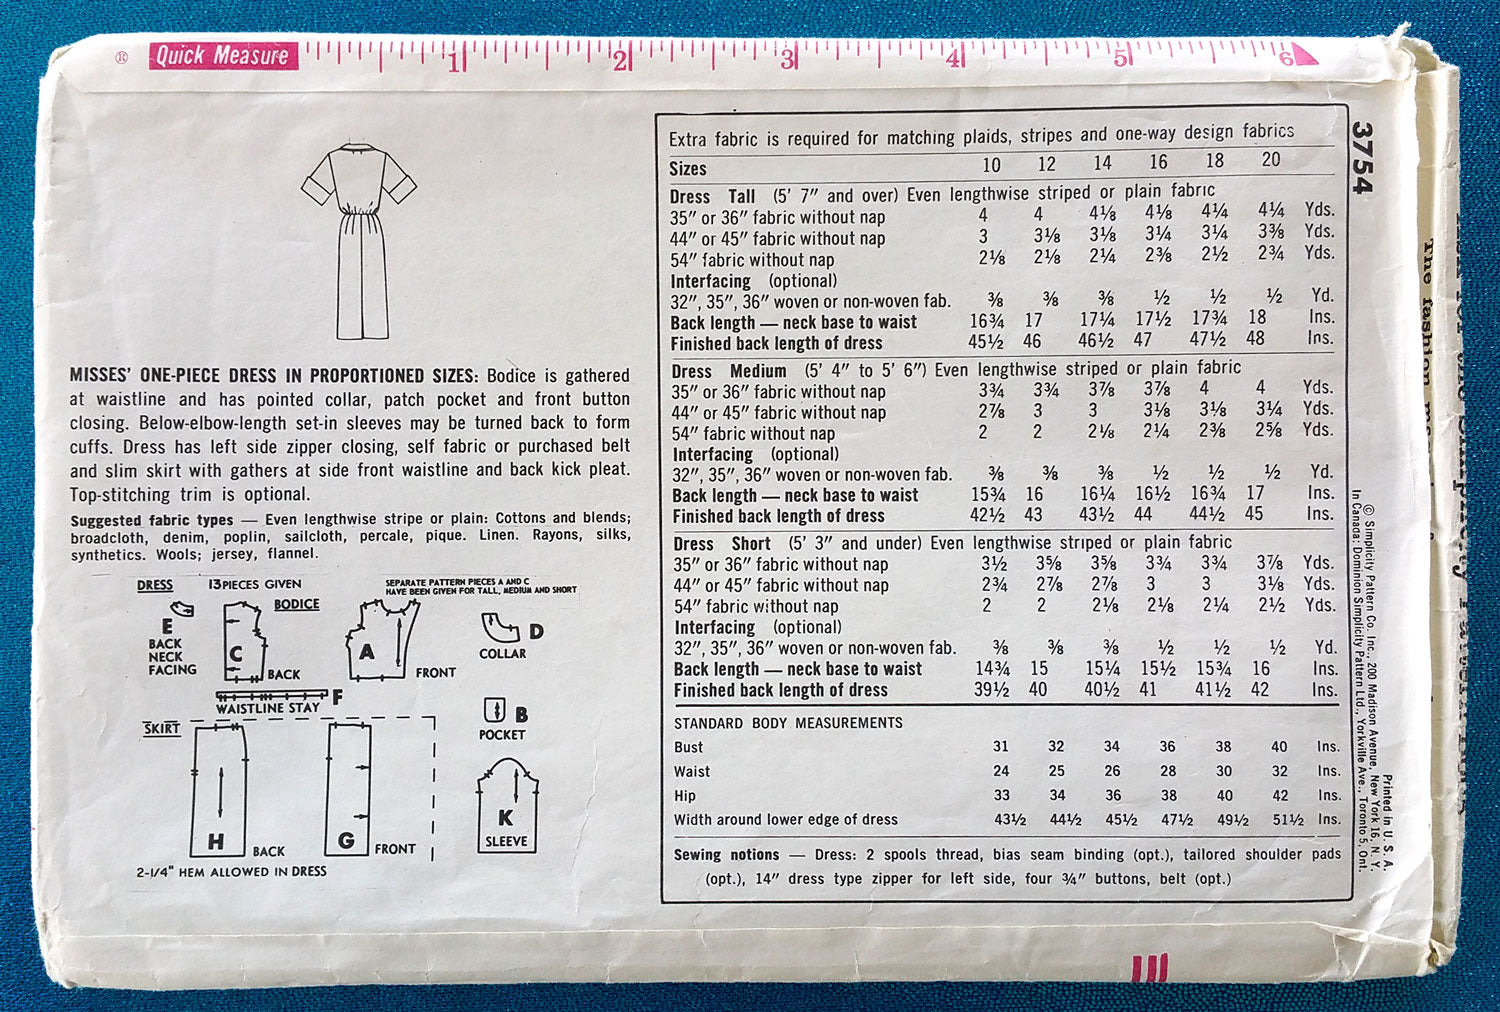 ® Quick Measure 1 2 3 4 5 6
MISSES' ONE-PIECE DRESS IN PROPORTIONED SIZES: Bodice is gathered
at waistline and has pointed collar, patch pocket and front button
closing. Below-elbow-length set-in sleeves may be turned back to form
cuffs. Dress has left side zipper closing, self fabric or purchased belt
and slim skirt with gathers at side front waistline and back kick pleat.
Top-stitching trim is optional.
Suggested fabric types — Even lengthwise stripe or plain: Cottons and blends;
broadcloth, denim, poplin, sailcloth, percale, pique. Linen. Rayons, silks,
synthetics. Wools; jersey, flannel.
DRESS 13 PIECES GIVEN
SEPARATE PATTERN PIECES A AND C
HAVE BEEN GIVEN FOR TALL, MEDIUM AND SHORT
BODICE
E
BACK
NECK
FACING
C
BACK
A
FRONT
D
COLLAR
F
WAISTLINE STAY
B
POCKET
SKIRT
H
BACK
G
FRONT
K
SLEEVE
2-1/4" HEM ALLOWED IN DRESS
Extra fabric is required for matching plaids, stripes and one-way design fabrics
Sizes 10 12 14 16 18 20
Dress Tall (5' 7" and over) Even lengthwise striped or plain fabric
35" or 36" fabric without nap 4 4 4⅛ 4⅛ 4¼ 4¼ Yds.
44" or 45" fabric without nap 3 3⅛ 3⅛ 3¼ 3¼ 3⅜ Yds.
54" fabric without nap 2⅛ 2⅛ 2¼ 2⅜ 2½ 2¾ Yds.
Interfacing (optional)
32", 35", 36" woven or non-woven fab. ⅜ ⅜ ⅜ ½ ½ ½ Yd.
Back length — neck base to waist 16¾ 17 17¼ 17½ 17¾ 18 Ins.
Finished back length of dress 45½ 46 46½ 47 47½ 48 Ins.
Dress Medium (5' 4" to 5' 6") Even lengthwise striped or plain fabric
35" or 36" fabric without nap 3¾ 3¾ 3⅞ 3⅞ 4 4 Yds.
44" or 45" fabric without nap 2⅞ 3 3 3⅛ 3⅛ 3¼ Yds.
54" fabric without nap 2 2 2⅛ 2¼ 2⅜ 2⅝ Yds.
Interfacing (optional)
32", 35", 36" woven or non-woven fab. ⅜ ⅜ ⅜ ½ ½ ½ Yd.
Back length — neck base to waist 15¾ 16 16¼ 16½ 16¾ 17 Ins.
Finished back length of dress 42½ 43 43½ 44 44½ 45 Ins.
Dress Short (5' 3" and under) Even lengthwise striped or plain fabric
35" or 36" fabric without nap 3½ 3⅝ 3⅝ 3¾ 3¾ 3⅞ Yds.
44" or 45" fabric without nap 2¾ 2⅞ 2⅞ 3 3 3⅛ Yds.
54" fabric without nap 2 2 2⅛ 2⅛ 2¼ 2½ Yds.
Interfacing (optional)
32", 35", 36" woven or non-woven fab. ⅜ ⅜ ⅜ ½ ½ ½ Yd.
Back length — neck base to waist 14¾ 15 15¼ 15½ 15¾ 16 Ins.
Finished back length of dress 39½ 40 40½ 41 41½ 42 Ins.
STANDARD BODY MEASUREMENTS
Bust 31 32 34 36 38 40 Ins.
Waist 24 25 26 28 30 32 Ins.
Hip 33 34 36 38 40 42 Ins.
Width around lower edge of dress 43½ 44½ 45½ 47½ 49½ 51½ Ins.
Sewing notions — Dress: 2 spools thread, bias seam binding (opt.), tailored shoulder pads
(opt.), 14" dress type zipper for left side, four ¾" buttons, belt (opt.)
3754
Printed in U. S. A.
© Simplicity Pattern Co. Inc., 200 Madison Avenue, New York 16, N. Y.
In Canada: Dominion Simplicity Pattern Ltd., Yorkville Ave., Toronto 5, Ont.
The fashion